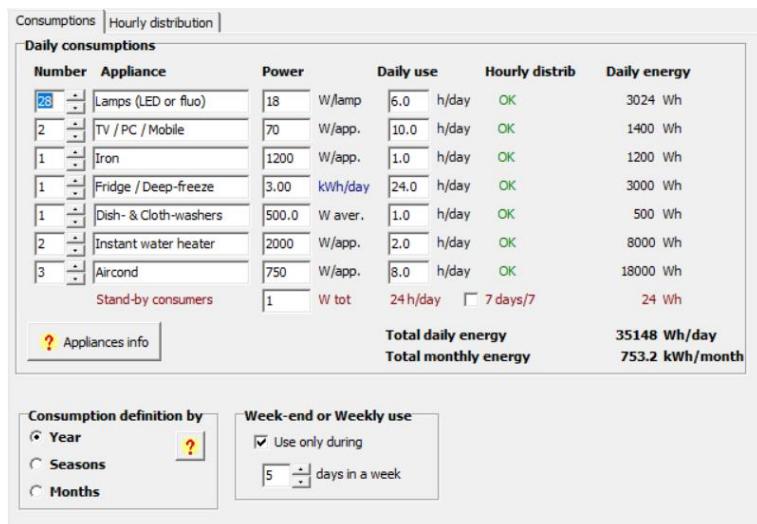 Consumptions Hourly distribution
Daily consumptions
Number Appliance Power Daily use Hourly distrib Daily energy
28 Lamps (LED or fluo) 18 W/lamp 6.0 h/day OK 3024 Wh
2 TV / PC / Mobile 70 W/app. 10.0 h/day OK 1400 Wh
1 Iron 1200 W/app. 1.0 h/day OK 1200 Wh
1 Fridge / Deep-freeze 3.00 kWh/day 24.0 h/day OK 3000 Wh
1 Dish- & Cloth-washers 500.0 W aver. 1.0 h/day OK 500 Wh
2 Instant water heater 2000 W/app. 2.0 h/day OK 8000 Wh
3 Aircond 750 W/app. 8.0 h/day OK 18000 Wh
Stand-by consumers 1 W tot 24 h/day 7 days/7 24 Wh
? Appliances info
Total daily energy 35148 Wh/day
Total monthly energy 753.2 kWh/month
Consumption definition by
Year ?
Seasons
Months
Week-end or Weekly use
Use only during
5 days in a week